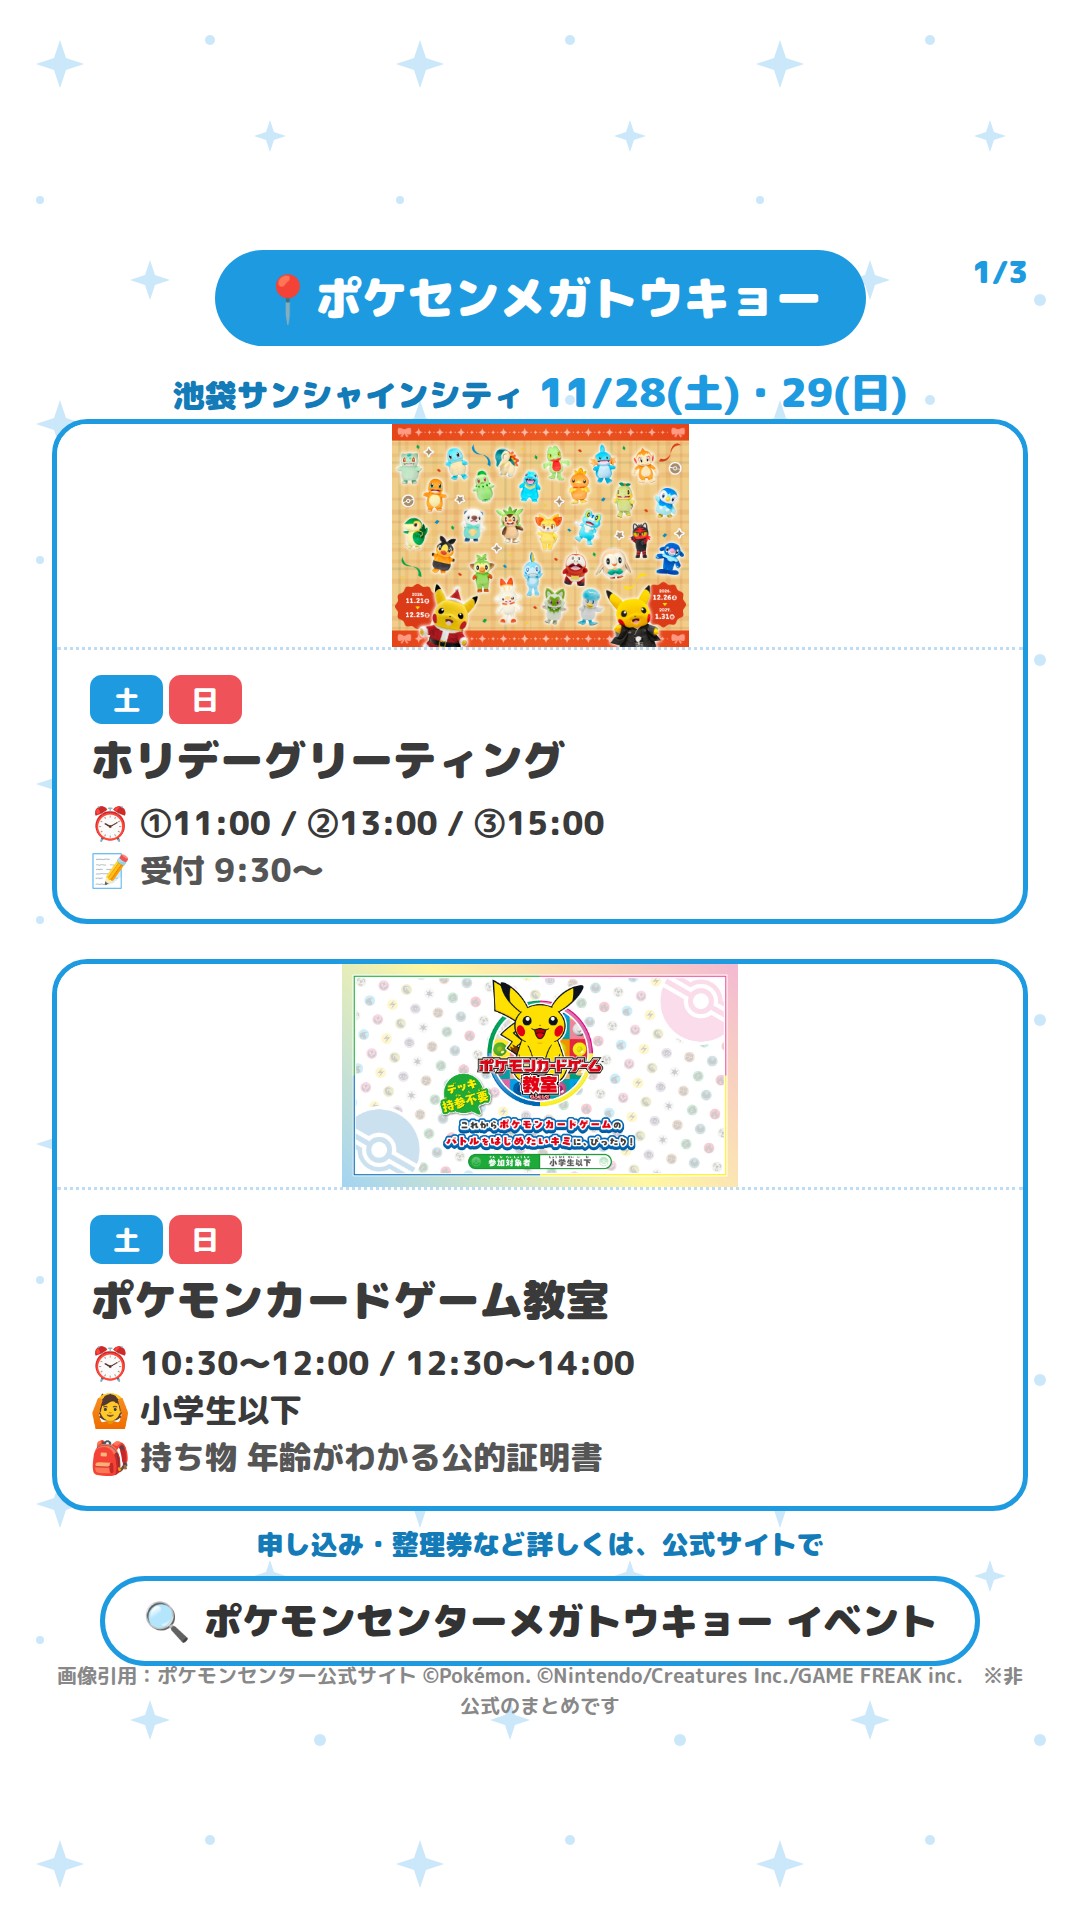 📍ポケセンメガトウキョー
1/3
池袋サンシャインシティ 11/28(土)・29(日)
2026.
11.21
12.25
2026.
12.26
2027.
1.31
土 日
ホリデーグリーティング
⏰ ①11:00 / ②13:00 / ③15:00
📝 受付 9:30〜
ポケモンカードゲーム
教室
デッキ
持参不要
これからポケモンカードゲームの
バトルをはじめたいキミに、ぴったり!
参加対象者 小学生以下
土 日
ポケモンカードゲーム教室
⏰ 10:30〜12:00 / 12:30〜14:00
🙆 小学生以下
🎒 持ち物 年齢がわかる公的証明書
申し込み・整理券など詳しくは、公式サイトで
🔍 ポケモンセンターメガトウキョー イベント
画像引用：ポケモンセンター公式サイト ©Pokémon. ©Nintendo/Creatures Inc./GAME FREAK inc.　※非
公式のまとめです